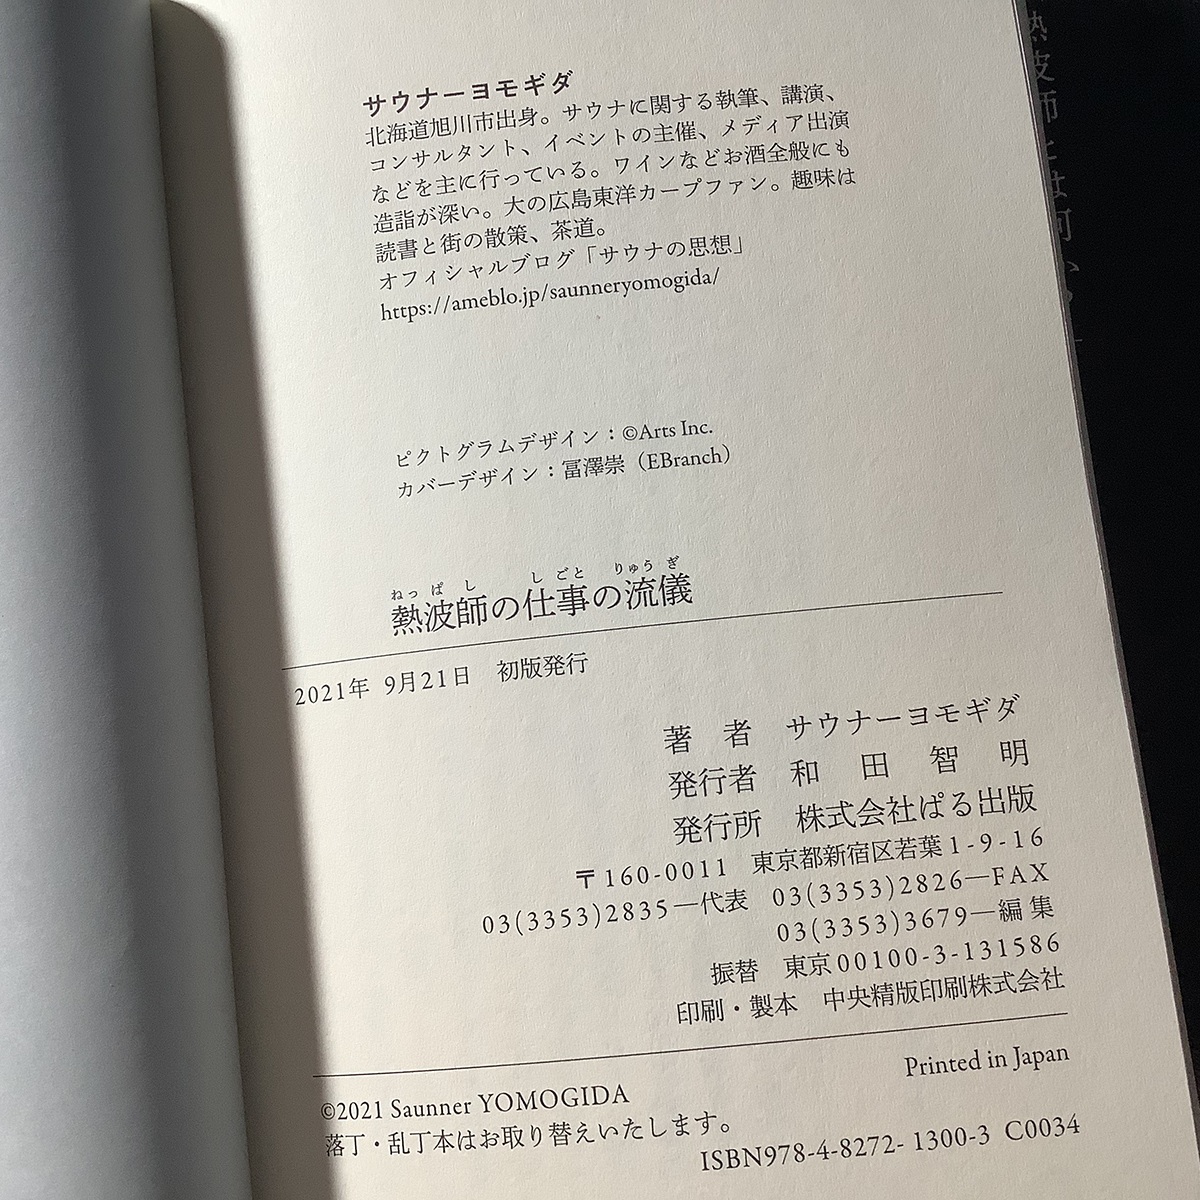 サウナーヨモギダ
北海道旭川市出身。サウナに関する執筆、講演、
コンサルタント、イベントの主催、メディア出演
などを主に行っている。ワインなどお酒全般にも
造詣が深い。大の広島東洋カープファン。趣味は
読書と街の散策、茶道。
オフィシャルブログ「サウナの思想」
https://ameblo.jp/saunneryomogida/
ピクトグラムデザイン：©Arts Inc.
カバーデザイン：冨澤崇（EBranch）
ねっ ぱ し し ごと りゅう ぎ
熱波師の仕事の流儀
2021年 9月21日 初版発行
著 者 サウナーヨモギダ
発行者 和 田 智 明
発行所 株式会社ぱる出版
〒160-0011 東京都新宿区若葉1-9-16
03(3353)2835—代表 03(3353)2826—FAX
03(3353)3679—編 集
振替 東京00100-3-131586
印刷・製本 中央精版印刷株式会社
©2021 Saunner YOMOGIDA
Printed in Japan
落丁・乱丁本はお取り替えいたします。
ISBN978-4-8272- 1300-3 C0034
熱波師とは何か。